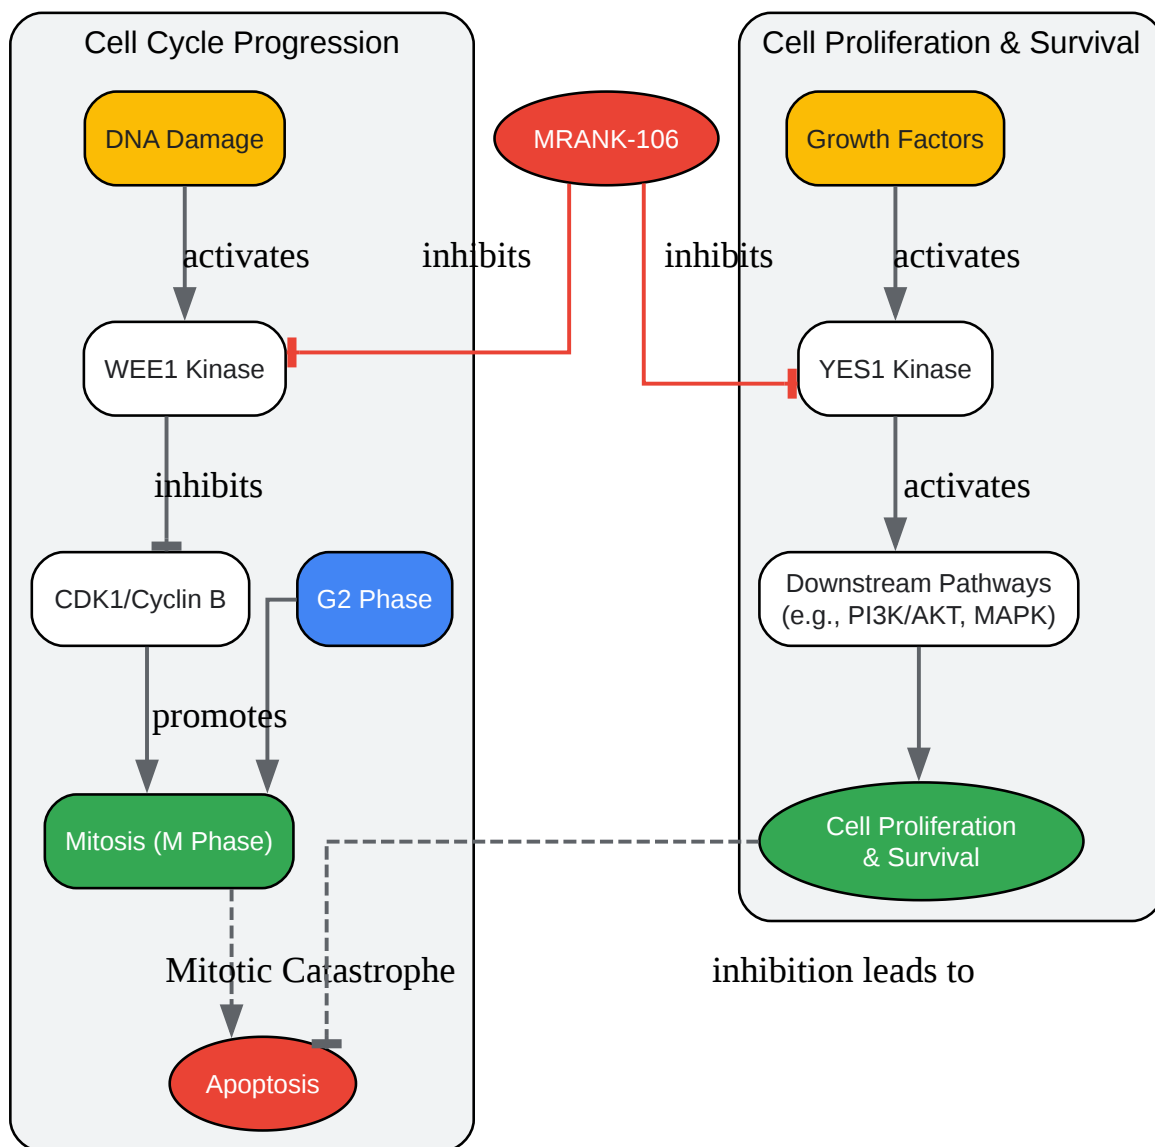 Cell Cycle Progression
Cell Proliferation & Survival
DNA Damage
MRANK-106
Growth Factors
activates
inhibits
inhibits
activates
WEE1 Kinase
YES1 Kinase
inhibits
activates
CDK1/Cyclin B
G2 Phase
Downstream Pathways
(e.g., PI3K/AKT, MAPK)
promotes
Mitosis (M Phase)
Cell Proliferation
& Survival
Mitotic Catastrophe
inhibition leads to
Apoptosis